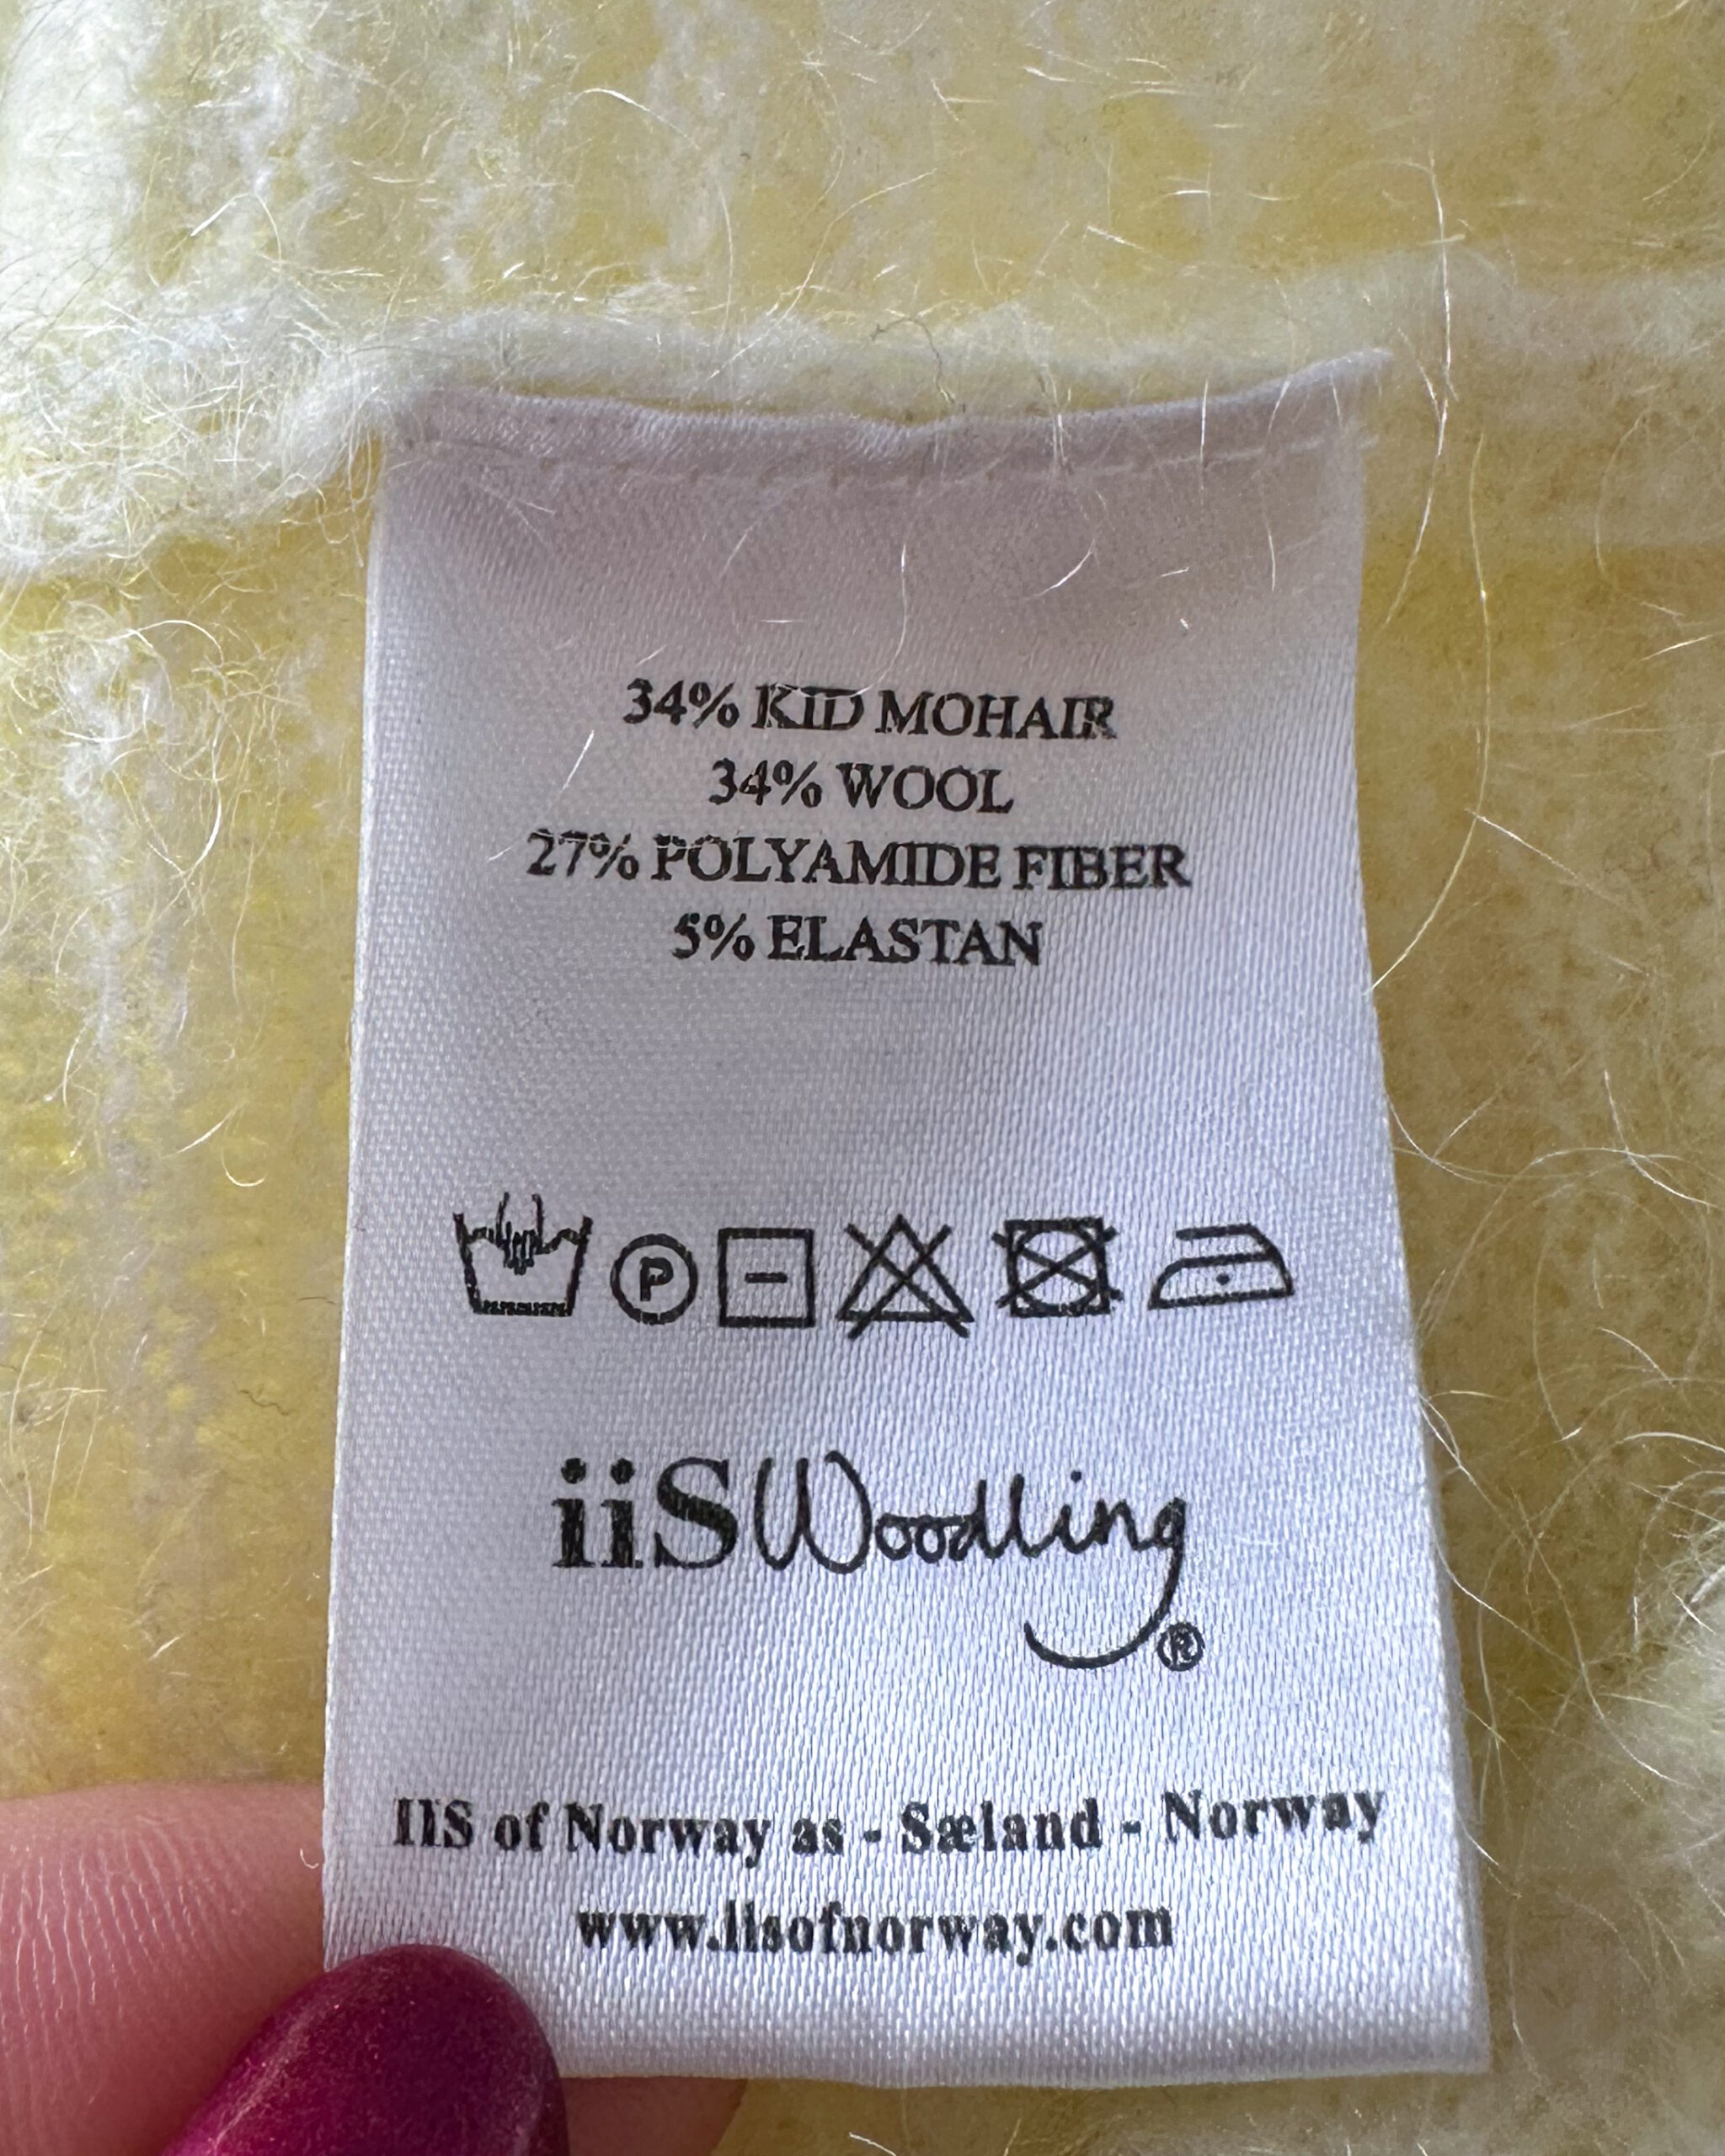 34% KID MOHAIR
34% WOOL
27% POLYAMIDE FIBER
5% ELASTAN
P
iiS Woodling®
IIS of Norway as - Sæland - Norway
www.iisofnorway.com